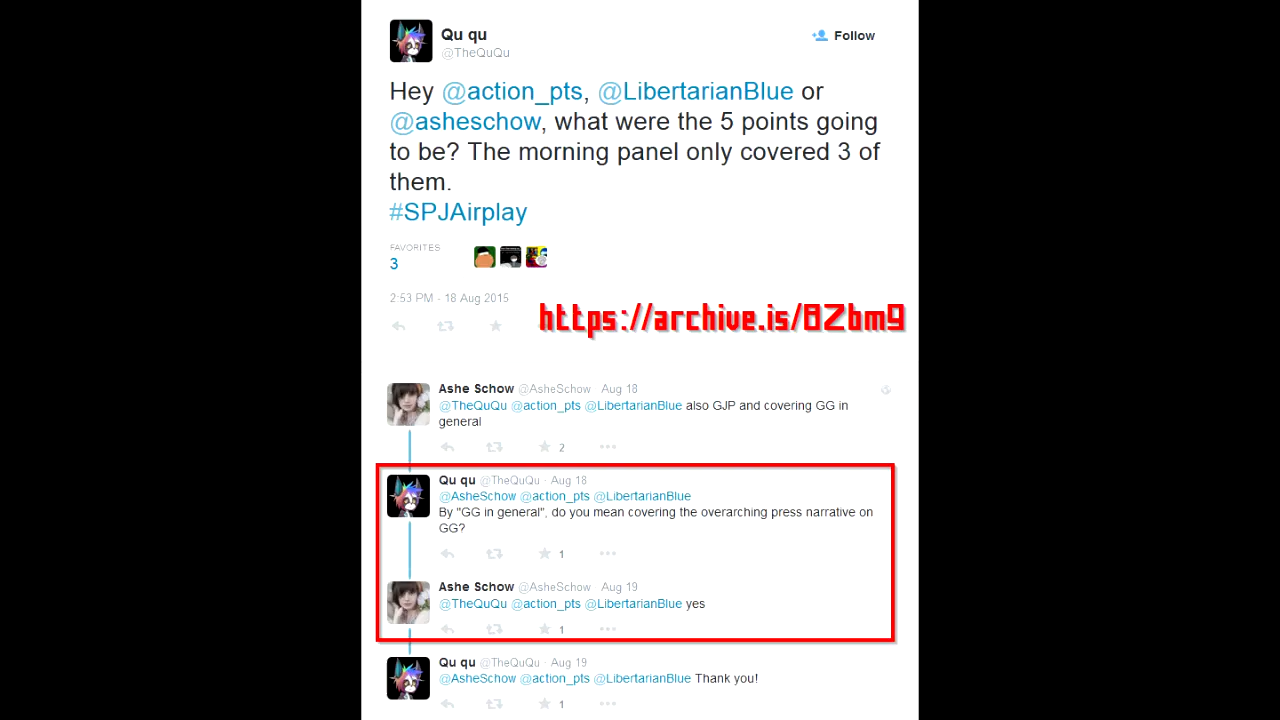 Qu qu
@TheQuQu
Follow
Hey @action_pts, @LibertarianBlue or
@asheschow, what were the 5 points going
to be? The morning panel only covered 3 of
them.
#SPJAirplay
FAVORITES
3
2:53 PM - 18 Aug 2015
https://archive.is/8Zbm9
Ashe Schow @AsheSchow Aug 18
@TheQuQu @action_pts @LibertarianBlue also GJP and covering GG in
general
2
Qu qu @TheQuQu · Aug 18
@AsheSchow @action_pts @LibertarianBlue
By "GG in general", do you mean covering the overarching press narrative on
GG?
1
Ashe Schow @AsheSchow Aug 19
@TheQuQu @action_pts @LibertarianBlue yes
1
Qu qu @TheQuQu · Aug 19
@AsheSchow @action_pts @LibertarianBlue Thank you!
1